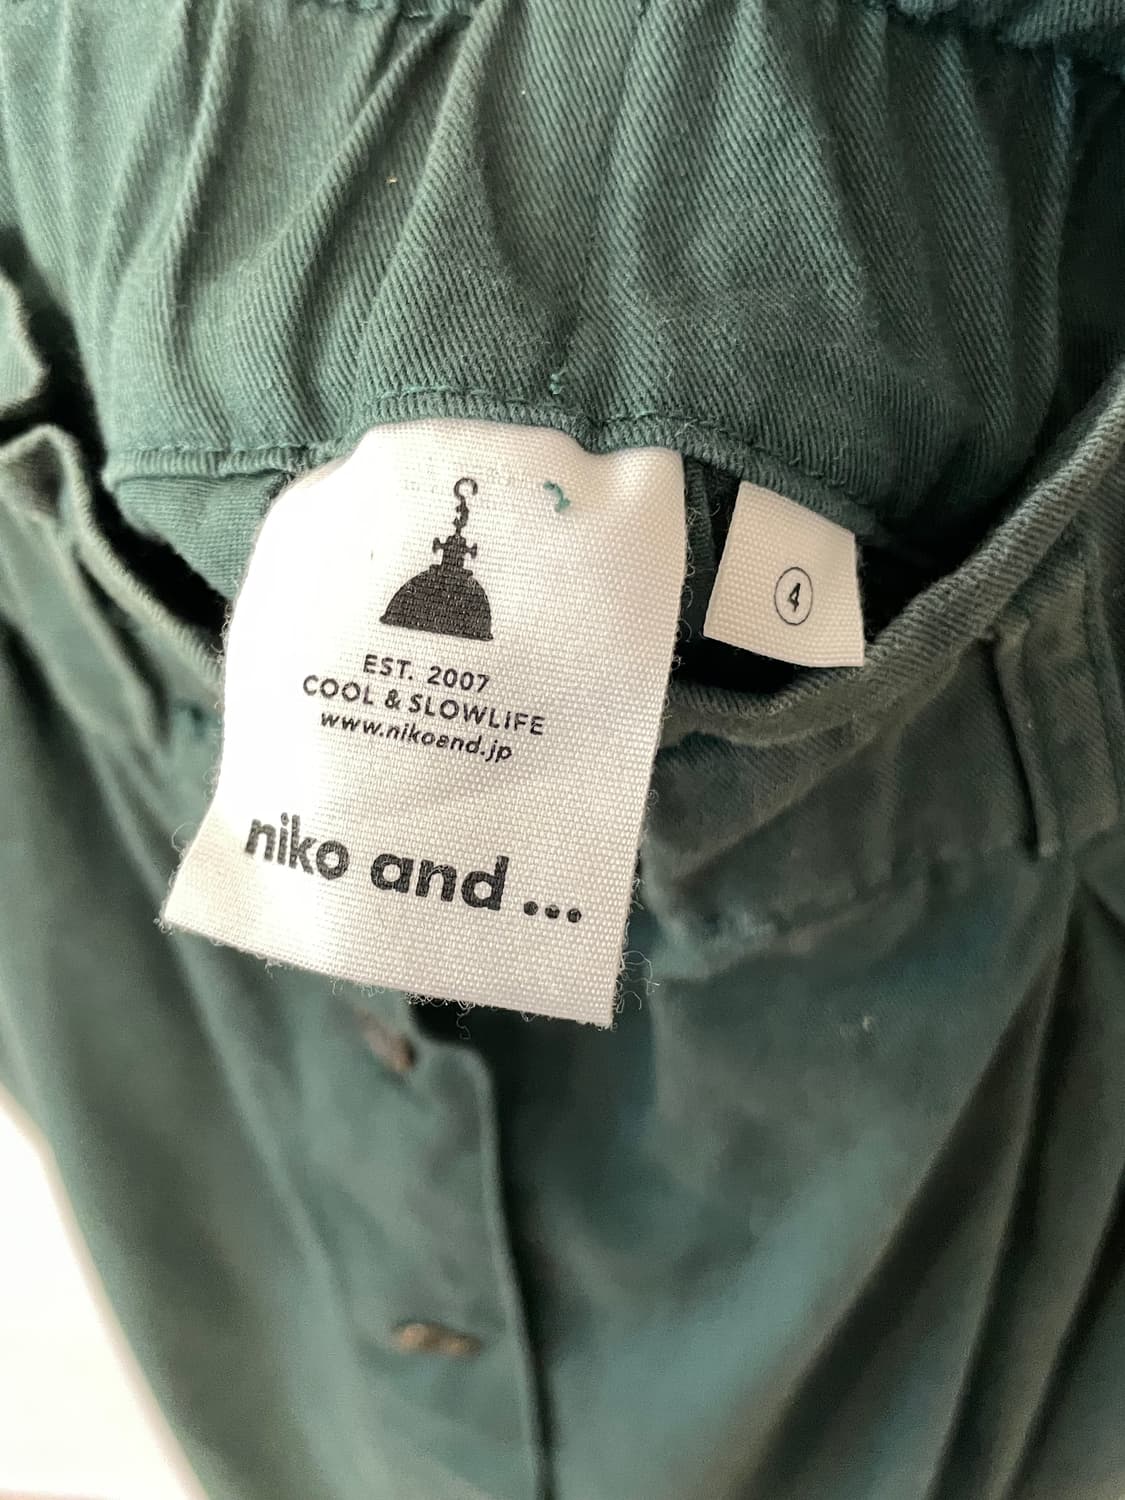 EST. 2007
COOL & SLOWLIFE
www.nikoand.jp
niko and ...
4